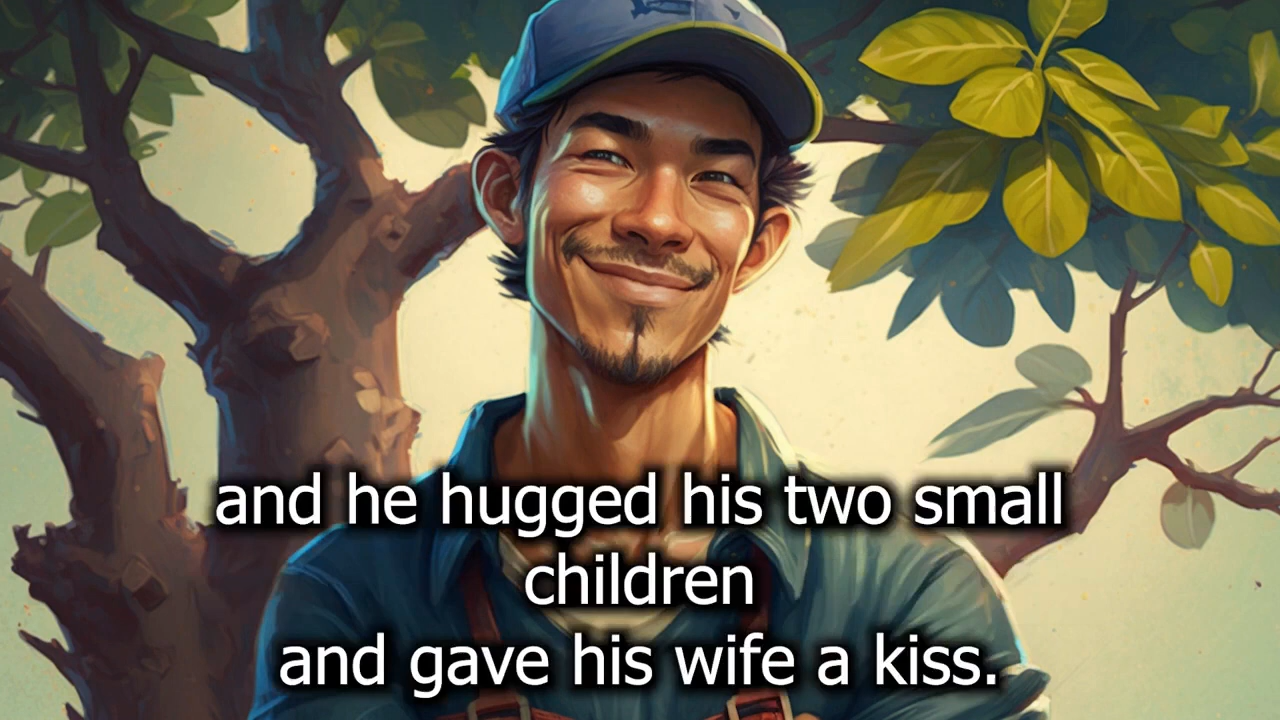 and he hugged his two small
children
and gave his wife a kiss.